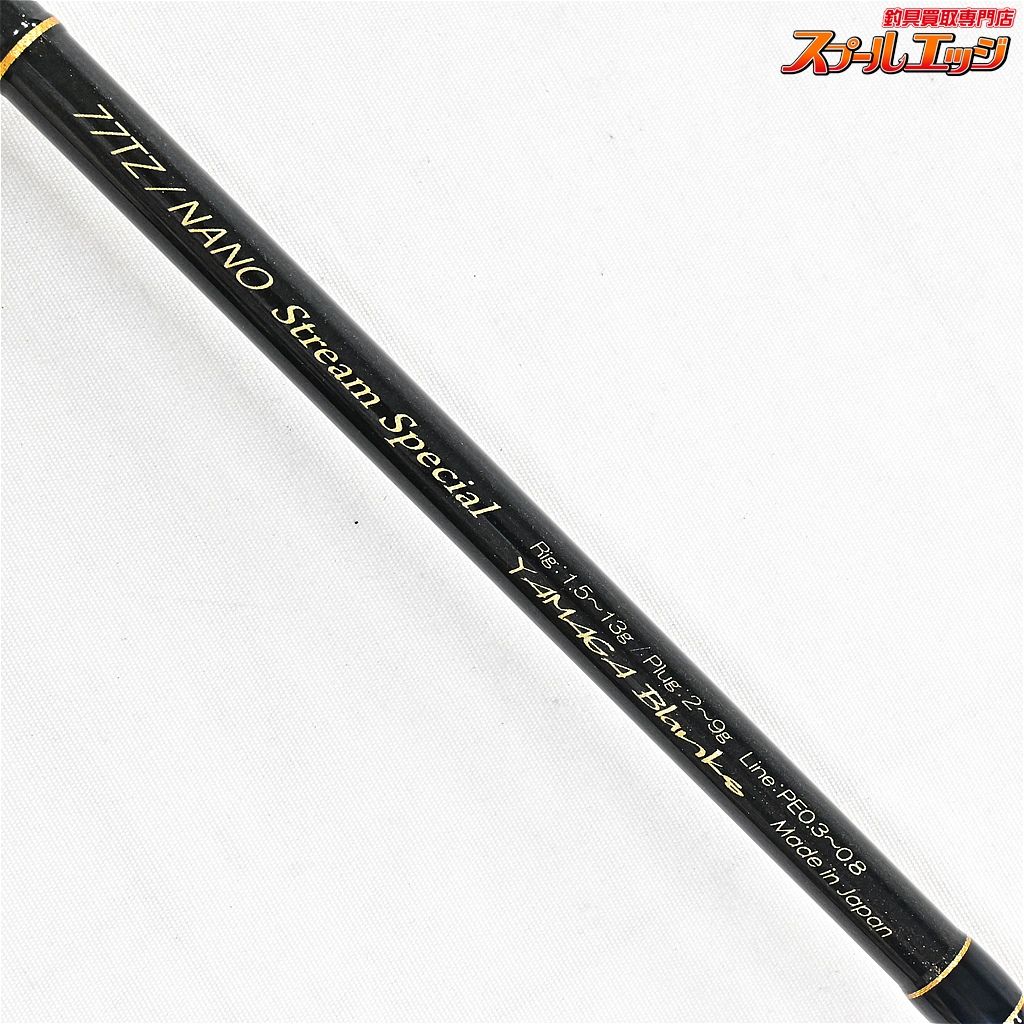 釣具買取専門店
スプールエッジ
77TZ / NANO Stream Special
Rig:1.5~13g / Plug:2~9g Line:PE0.3~0.8
YAMAGA Blanks Made in Japan